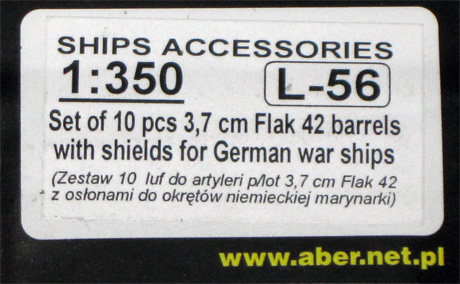 SHIPS ACCESSORIES
1:350 L-56
Set of 10 pcs 3,7 cm Flak 42 barrels
with shields for German war ships
(Zestaw 10 luf do artyleri p/lot 3,7 cm Flak 42
z osłonami do okrętów niemieckiej marynarki)
www.aber.net.pl